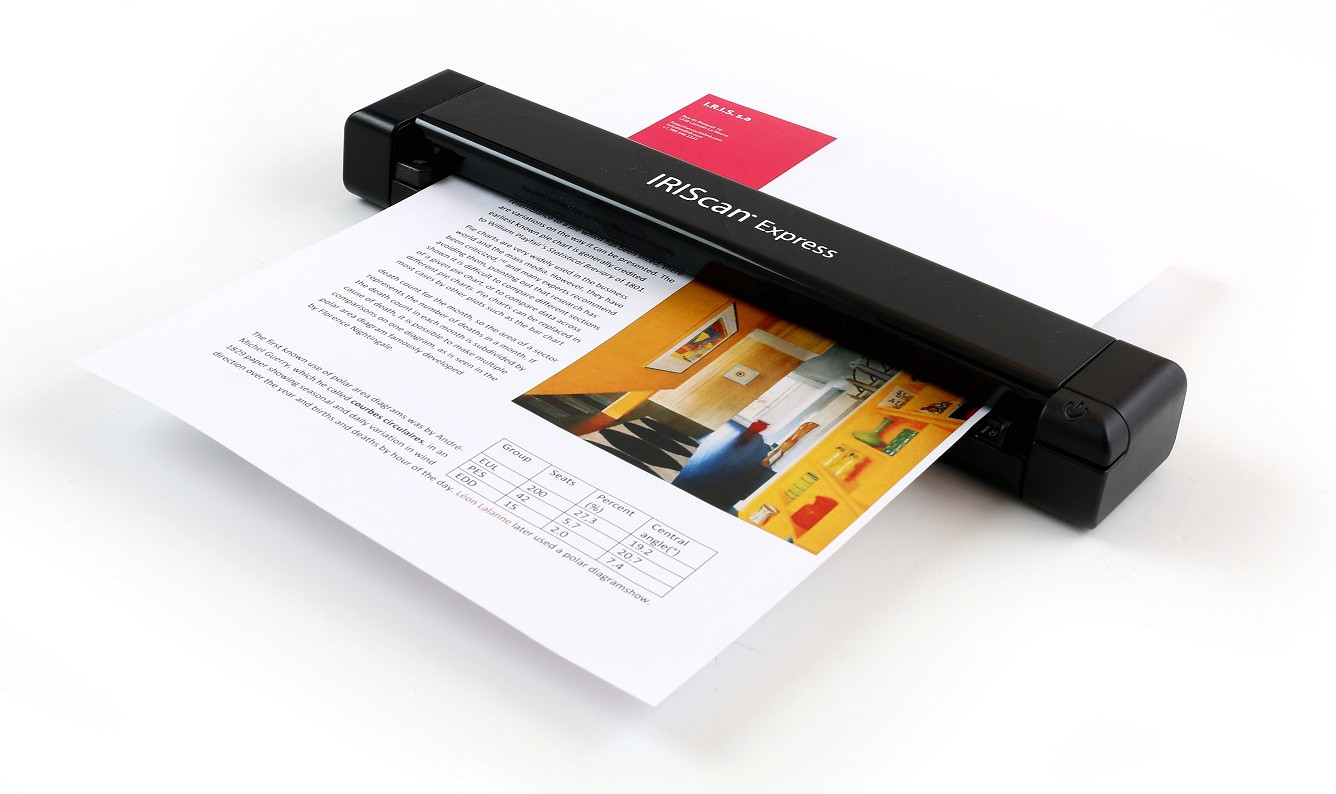 I.R.I.S. s.a
IRIScan™ Express
are variations on the way it can be presented. The
earliest known pie chart is generally credited
to William Playfair's Statistical Breviary of 1801
Pie charts are very widely used in the business
world and the mass media. However, they have
been criticized, and many experts recommend
avoiding them, pointing out that research has
shown it is difficult to compare different sections
of a given pie chart, or to compare data across
different pie charts. Pie charts can be replaced in
most cases by other plots such as the bar chart
death count for the month, so the area of a sector
represents the number of deaths in a month. If
the death count in each month is subdivided by
cause of death, it is possible to make multiple
comparisons on one diagram, as is seen in the
polar area diagram famously developed
by Florence Nightingale.
The first known use of polar area diagrams was by André-
Michel Guerry, which he called courbes circulaires, in an
1829 paper showing seasonal and daily variation in wind
direction over the year and births and deaths by hour of the day. Léon Lalanne later used a polar diagramshow.
Group Seats Percent (%) Central angle(°)
EUL 200 27.3 19.2
PES 42 5.7 20.7
EDD 15 2.0 7.4